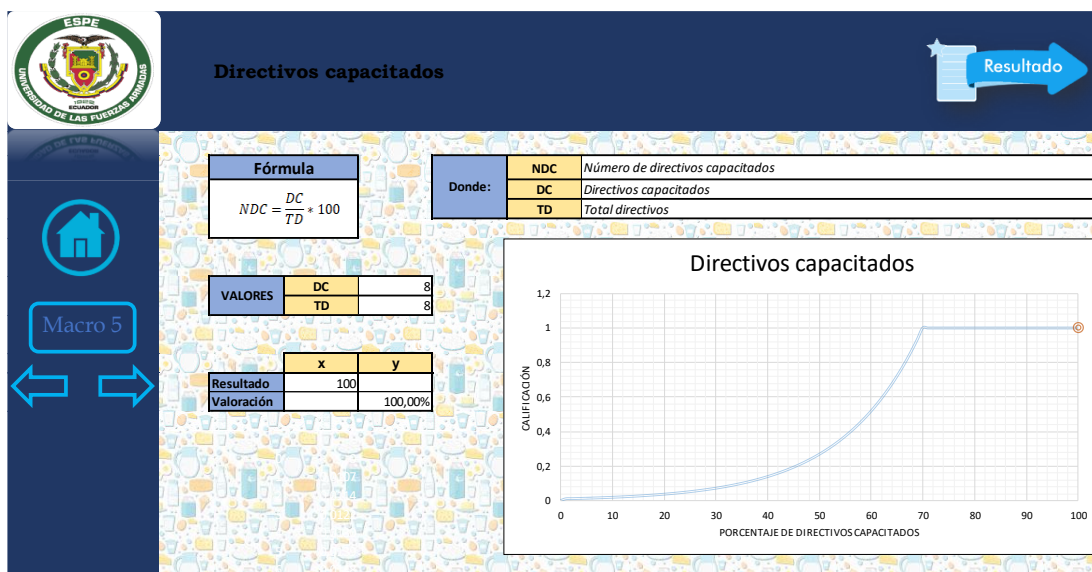 ESPE
UNIVERSIDAD DE LAS FUERZAS ARMADAS
ECUADOR
Directivos capacitados
Resultado
Fórmula
NDC = DC/TD * 100
Donde:
NDC Número de directivos capacitados
DC Directivos capacitados
TD Total directivos
Macro 5
VALORES
DC 8
TD 8
x y
Resultado 100
Valoración 100,00%
Directivos capacitados
CALIFICACIÓN
1,2
1
0,8
0,6
0,4
0,2
0
0 10 20 30 40 50 60 70 80 90 100
PORCENTAJE DE DIRECTIVOS CAPACITADOS